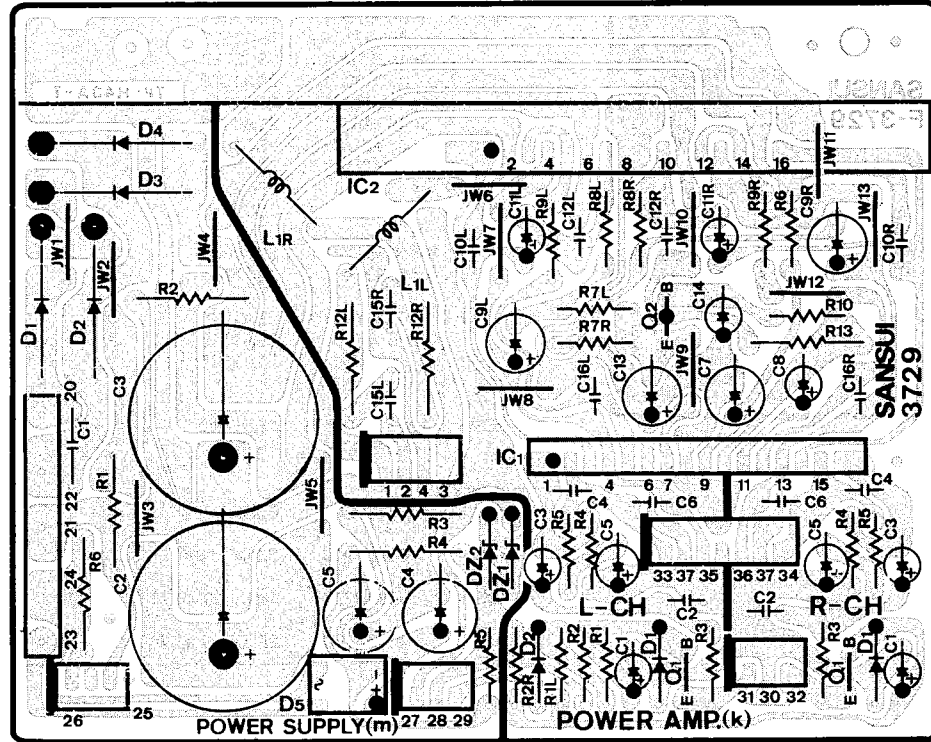 SANSUI
F-3729
D4
D3
IC2
2 4 6 8 10 12 14 16
JW11
JW6
JW7
C10L
C11L
R9L
C12L
R8L
R8R
C12R
JW10
C11R
R9R
R6
C9R
JW13
C10R
L1R
JW1
JW2
JW4
R2
D1
D2
C3
R12L
C15R
L1L
R12R
C15L
C9L
R7L
R7R
Q2
B
E
C14
JW12
R10
R13
JW8
C16L
C13
JW9
C7
C8
C16R
SANSUI
3729
20
C1
22
21
R1
24
R6
23
C2
JW3
JW5
1 2 4 3
R3
R4
IC1
1 4 6 7 9 11 13 15
C4
C6
C6
C4
DZ2
DZ1
C3
R5
R4
C5
33 37 35 36 37 34
C5
R4
R5
C3
C5
C4
L-CH
C2
C2
R-CH
R5
R2R
D2
R1L
R2
R1
C1
D1
Q1
B
E
R3
31 30 32
R3
Q1
B
E
D1
C1
26 25
D5
27 28 29
POWER SUPPLY(m)
POWER AMP.(k)